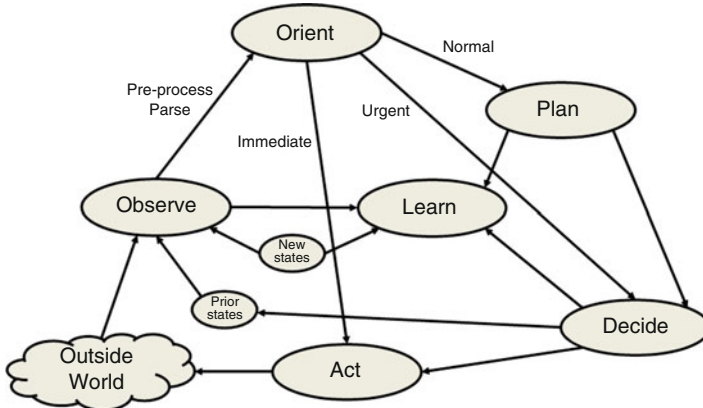 Orient
Normal
Pre-process
Parse
Urgent
Plan
Immediate
Observe
Learn
New
states
Prior
states
Decide
Outside
World
Act